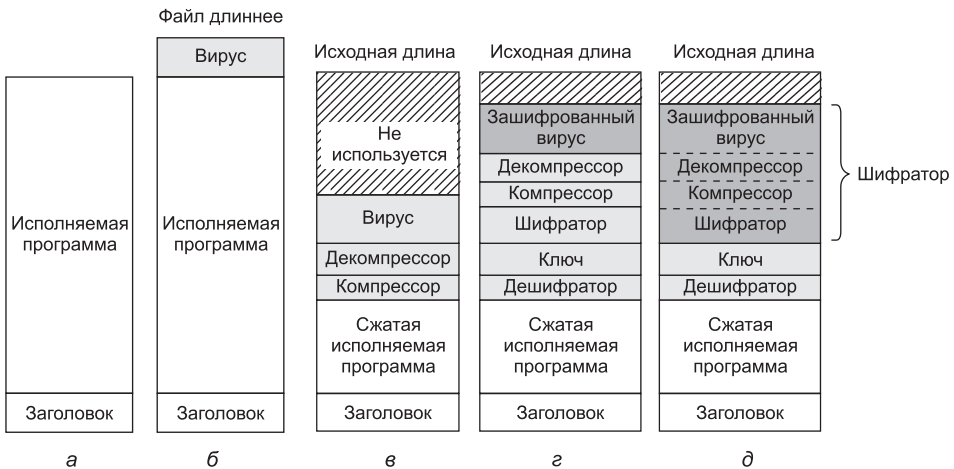 Файл длиннее
Исходная длина
Исходная длина
Исходная длина
Исполняемая
программа
Заголовок
а
Вирус
Исполняемая
программа
Заголовок
б
Не
используется
Вирус
Декомпрессор
Компрессор
Сжатая
исполняемая
программа
Заголовок
в
Зашифрованный
вирус
Декомпрессор
Компрессор
Шифратор
Ключ
Дешифратор
Сжатая
исполняемая
программа
Заголовок
г
Зашифрованный
вирус
Декомпрессор
Компрессор
Шифратор
Ключ
Дешифратор
Сжатая
исполняемая
программа
Заголовок
д
Шифратор